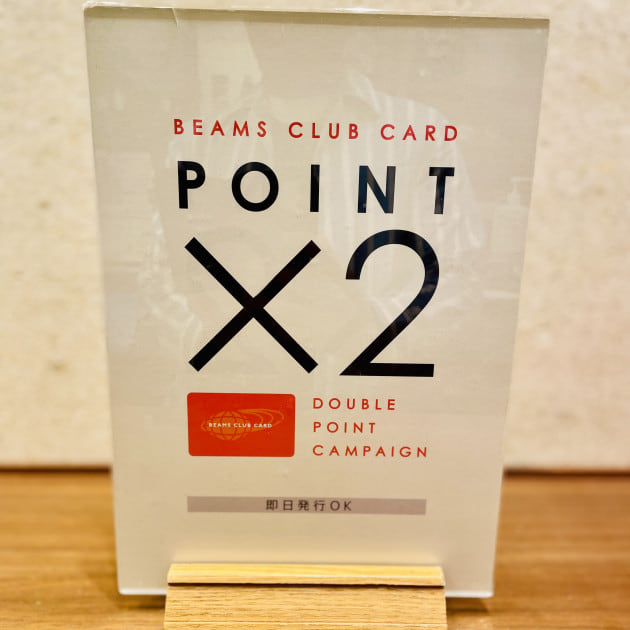 BEAMS CLUB CARD
POINT
×2
BEAMS CLUB CARD
DOUBLE
POINT
CAMPAIGN
即日発行OK